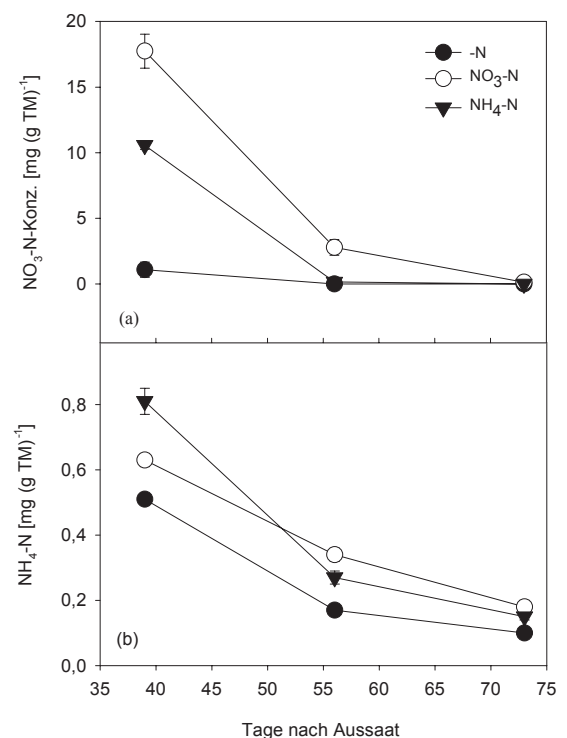 20
15
10
5
0
NO₃-N-Konz. [mg (g TM)⁻¹]
-N
NO₃-N
NH₄-N
(a)
0,8
0,6
0,4
0,2
0,0
NH₄-N [mg (g TM)⁻¹]
(b)
35 40 45 50 55 60 65 70 75
Tage nach Aussaat